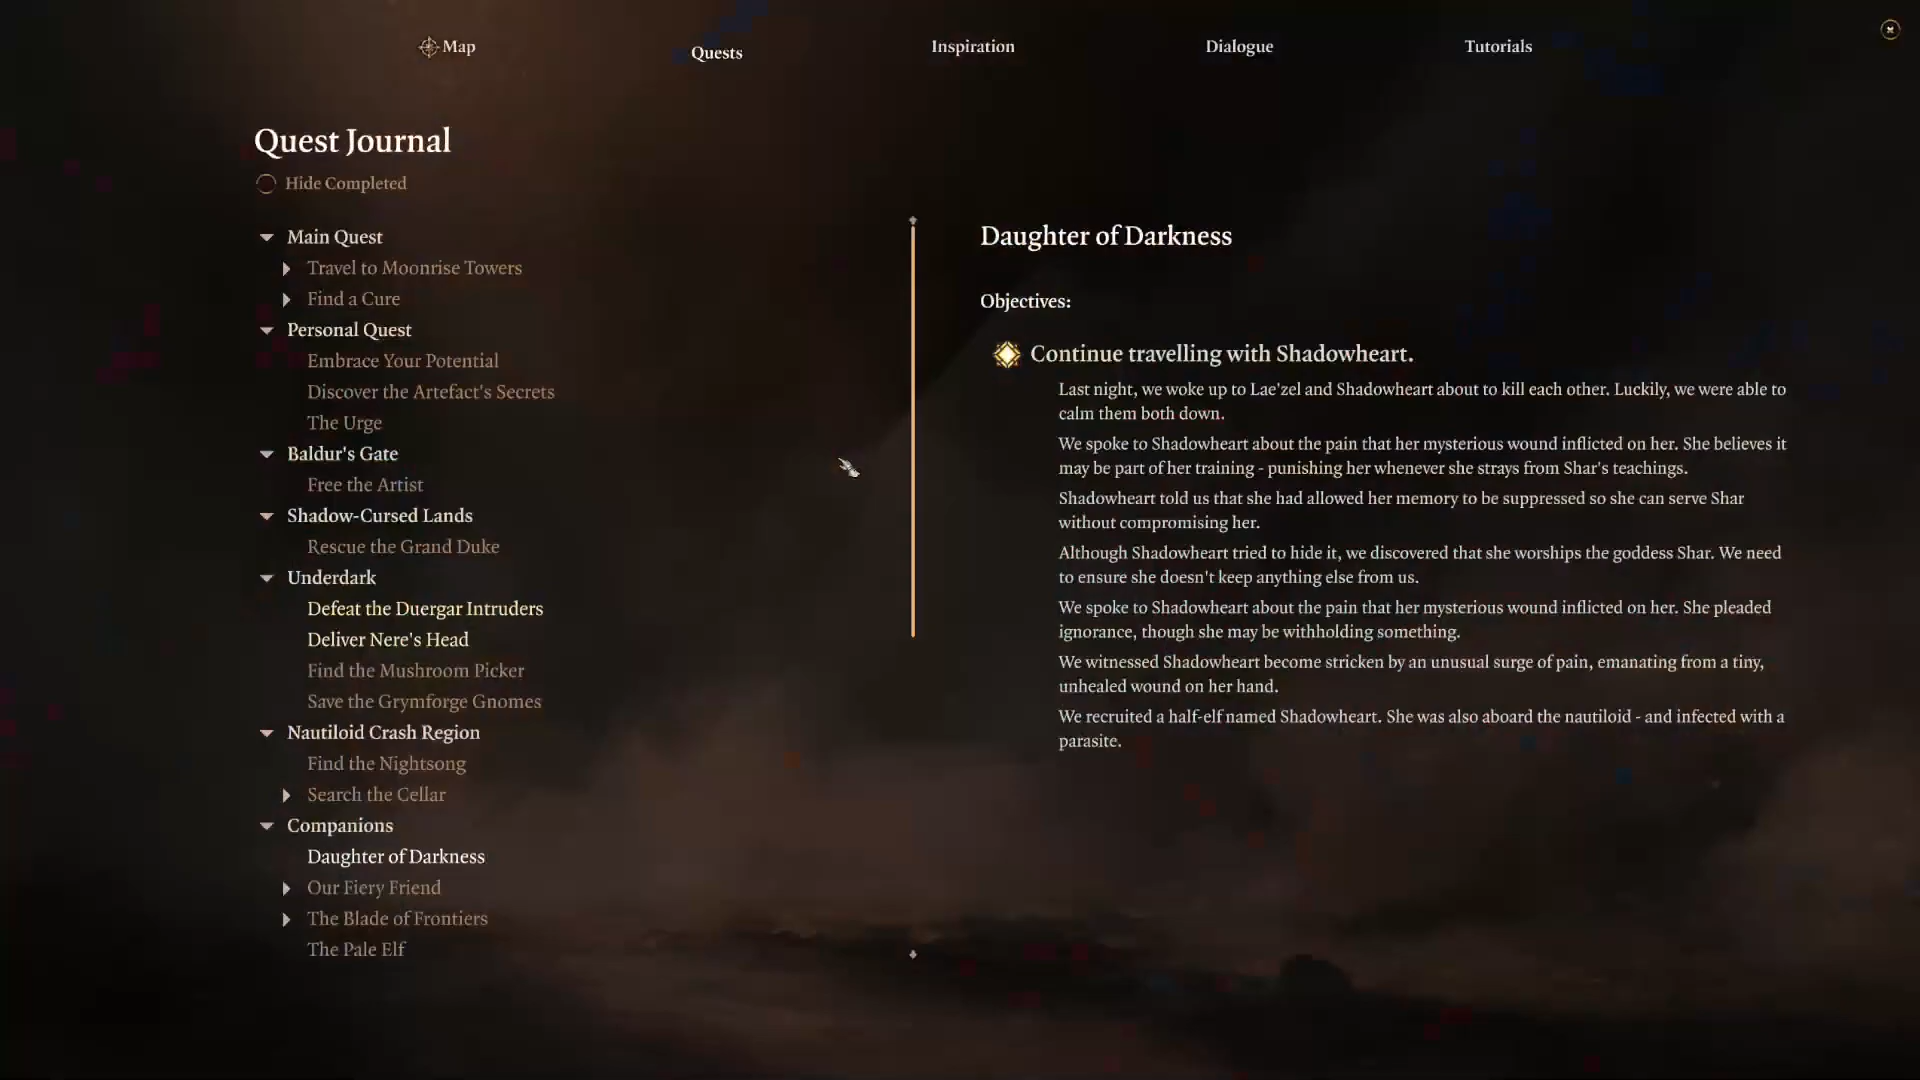 Map
Quests
Inspiration
Dialogue
Tutorials
Quest Journal
Hide Completed
Main Quest
Travel to Moonrise Towers
Find a Cure
Personal Quest
Embrace Your Potential
Discover the Artefact's Secrets
The Urge
Baldur's Gate
Free the Artist
Shadow-Cursed Lands
Rescue the Grand Duke
Underdark
Defeat the Duergar Intruders
Deliver Nere's Head
Find the Mushroom Picker
Save the Grymforge Gnomes
Nautiloid Crash Region
Find the Nightsong
Search the Cellar
Companions
Daughter of Darkness
Our Fiery Friend
The Blade of Frontiers
The Pale Elf
Daughter of Darkness
Objectives:
Continue travelling with Shadowheart.
Last night, we woke up to Lae'zel and Shadowheart about to kill each other. Luckily, we were able to
calm them both down.
We spoke to Shadowheart about the pain that her mysterious wound inflicted on her. She believes it
may be part of her training - punishing her whenever she strays from Shar's teachings.
Shadowheart told us that she had allowed her memory to be suppressed so she can serve Shar
without compromising her.
Although Shadowheart tried to hide it, we discovered that she worships the goddess Shar. We need
to ensure she doesn't keep anything else from us.
We spoke to Shadowheart about the pain that her mysterious wound inflicted on her. She pleaded
ignorance, though she may be withholding something.
We witnessed Shadowheart become stricken by an unusual surge of pain, emanating from a tiny,
unhealed wound on her hand.
We recruited a half-elf named Shadowheart. She was also aboard the nautiloid - and infected with a
parasite.